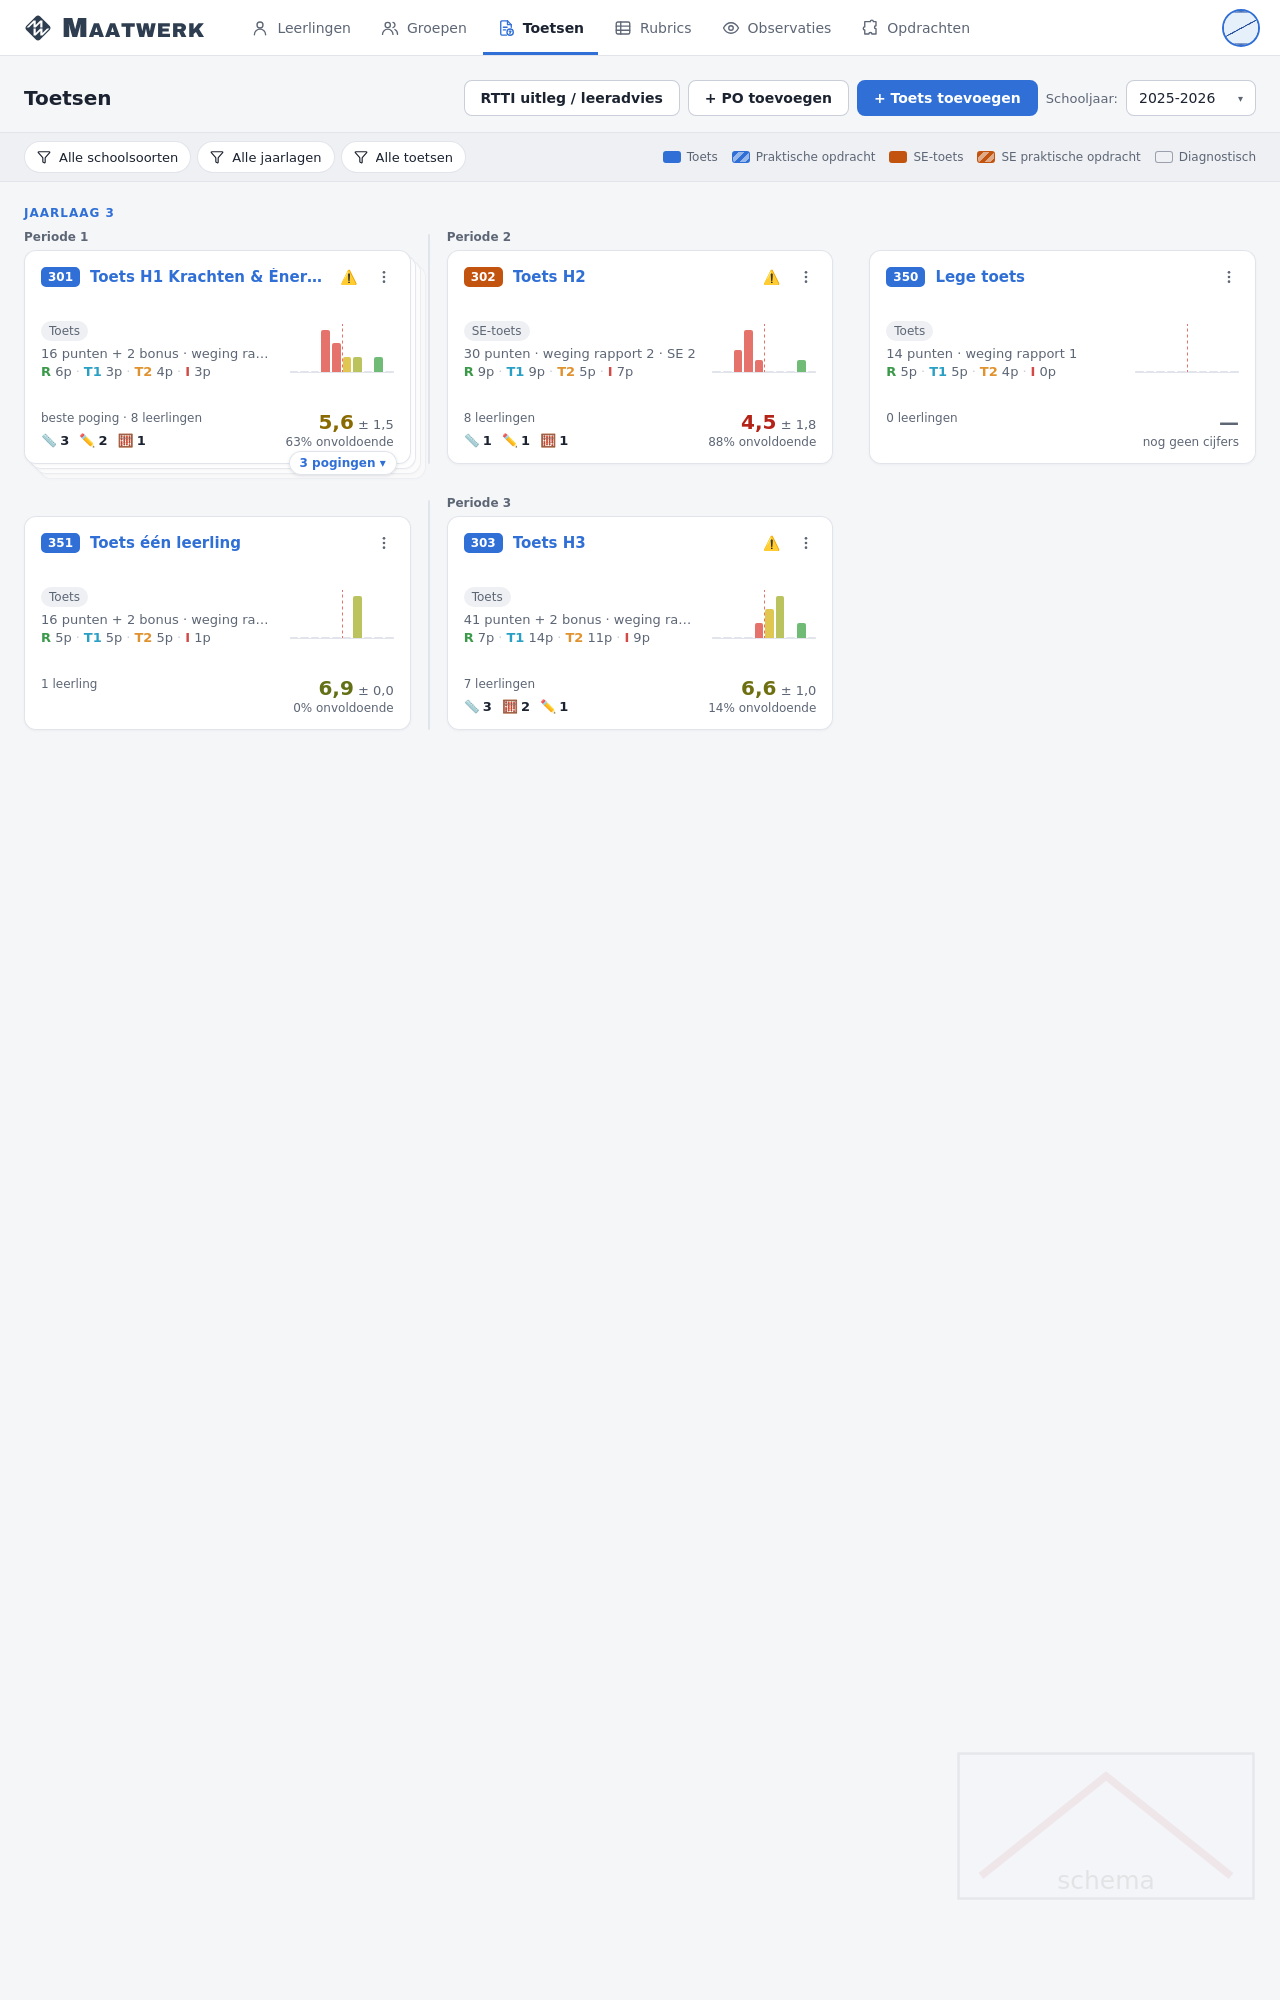 MAATWERK
Leerlingen
Groepen
Toetsen
Rubrics
Observaties
Opdrachten
Toetsen
RTTI uitleg / leeradvies
+ PO toevoegen
+ Toets toevoegen
Schooljaar:
2025-2026
Alle schoolsoorten
Alle jaarlagen
Alle toetsen
Toets
Praktische opdracht
SE-toets
SE praktische opdracht
Diagnostisch
JAARLAAG 3
Periode 1
301 Toets H1 Krachten & Ener…
Toets
16 punten + 2 bonus · weging ra…
R 6p · T1 3p · T2 4p · I 3p
beste poging · 8 leerlingen
3 2 1
5,6 ± 1,5
63% onvoldoende
3 pogingen ▾
Periode 2
302 Toets H2
SE-toets
30 punten · weging rapport 2 · SE 2
R 9p · T1 9p · T2 5p · I 7p
8 leerlingen
1 1 1
4,5 ± 1,8
88% onvoldoende
350 Lege toets
Toets
14 punten · weging rapport 1
R 5p · T1 5p · T2 4p · I 0p
0 leerlingen
—
nog geen cijfers
351 Toets één leerling
Toets
16 punten + 2 bonus · weging ra…
R 5p · T1 5p · T2 5p · I 1p
1 leerling
6,9 ± 0,0
0% onvoldoende
Periode 3
303 Toets H3
Toets
41 punten + 2 bonus · weging ra…
R 7p · T1 14p · T2 11p · I 9p
7 leerlingen
3 2 1
6,6 ± 1,0
14% onvoldoende
schema